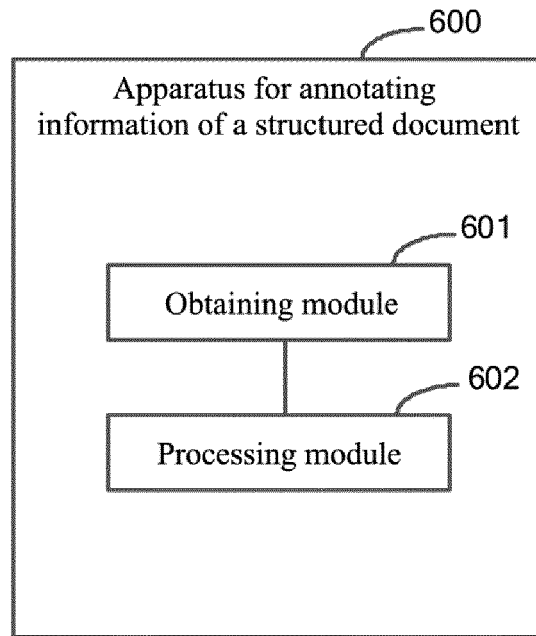 600
Apparatus for annotating
information of a structured document
601
Obtaining module
602
Processing module